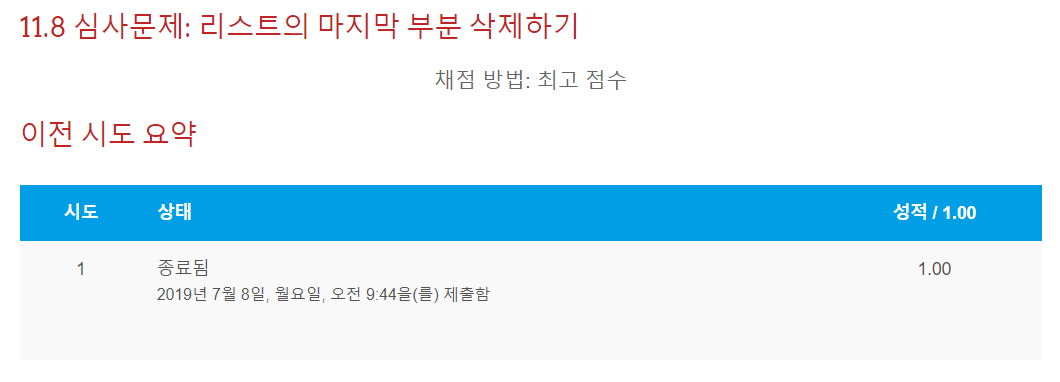 11.8 심사문제: 리스트의 마지막 부분 삭제하기
채점 방법: 최고 점수
이전 시도 요약
시도 상태 성적 / 1.00
1 종료됨 1.00
2019년 7월 8일, 월요일, 오전 9:44을(를) 제출함